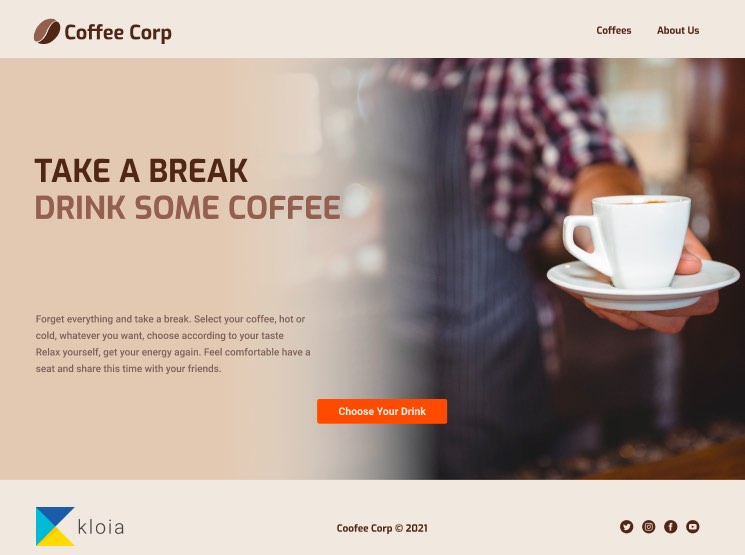 Coffee Corp
Coffees
About Us
TAKE A BREAK
DRINK SOME COFFEE
Forget everything and take a break. Select your coffee, hot or
cold, whatever you want, choose according to your taste
Relax yourself, get your energy again. Feel comfortable have a
seat and share this time with your friends.
Choose Your Drink
kloia
Coofee Corp © 2021